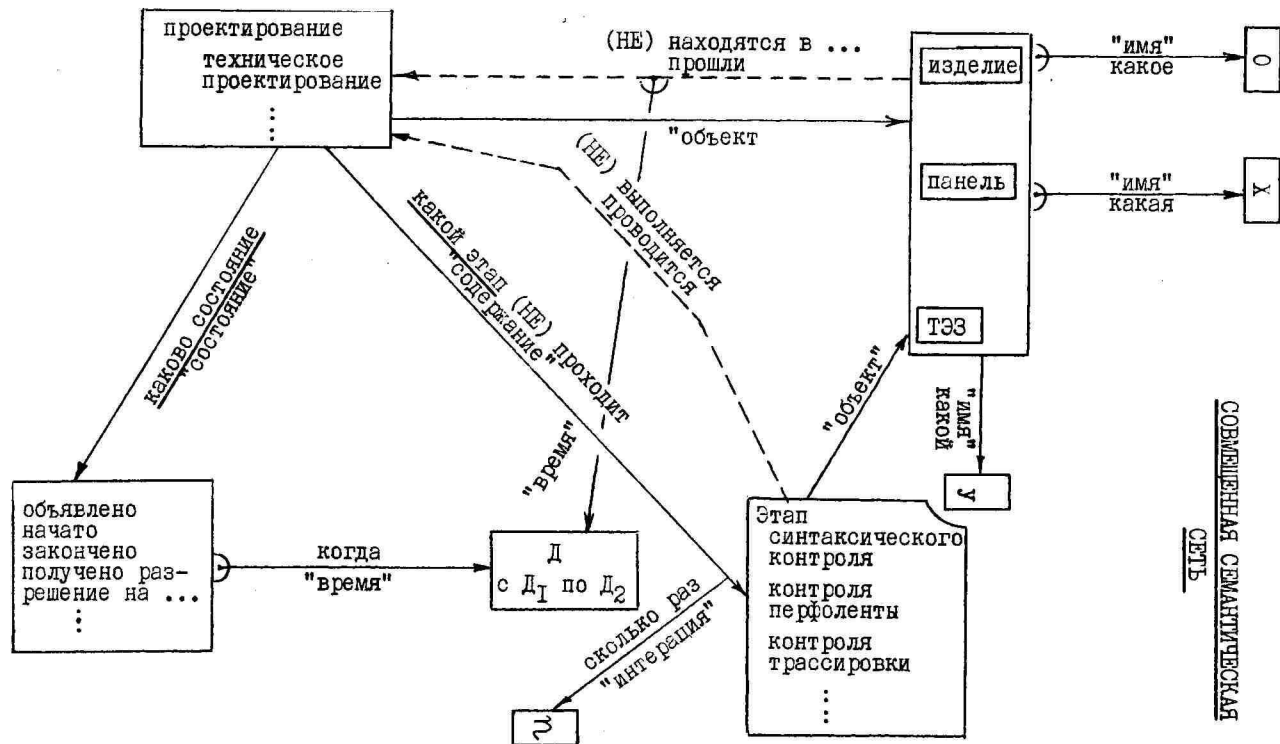 проектирование
техническое
проектирование
⋮
(НЕ) находятся в ...
прошли
"объект
изделие
"имя"
какое
О
панель
"имя"
какая
X
ТЭЗ
"имя"
какой
У
(НЕ) выполняется
проводится
какой этап (НЕ) проходит
"содержание"
каково состояние
"состояние"
"время"
"объект"
объявлено
начато
закончено
получено раз-
решение на ...
⋮
когда
"время"
Д
с Д₁ по Д₂
Этап
синтаксического
контроля
контроля
перфоленты
контроля
трассировки
⋮
сколько раз
"интерация"
n
СОВМЕЩЕННАЯ СЕМАНТИЧЕСКАЯ
СЕТЬ